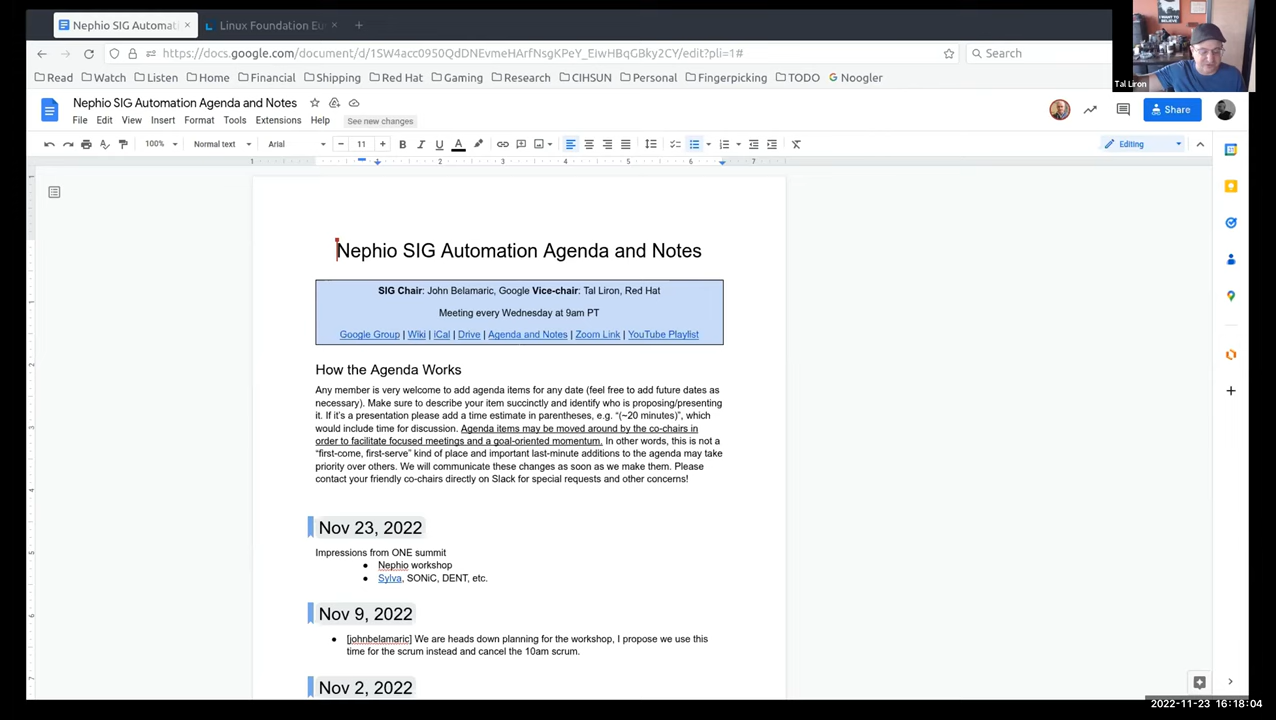 Nephio SIG Automati
Linux Foundation Eu
https://docs.google.com/document/d/1SW4acc0950QdDNEvmeHArfNsgKPeY_EiwHBqGBky2CY/edit?pli=1#
Search
Read Watch Listen Home Financial Shipping Red Hat Gaming Research CIHSUN Personal Fingerpicking TODO Noogler
I WANT TO BELIEVE
Tal Liron
Nephio SIG Automation Agenda and Notes
File Edit View Insert Format Tools Extensions Help See new changes
Share
100% Normal text Arial 11 Editing
1 1 2 3 4 5 6 7
Nephio SIG Automation Agenda and Notes
SIG Chair: John Belamaric, Google Vice-chair: Tal Liron, Red Hat
Meeting every Wednesday at 9am PT
Google Group | Wiki | iCal | Drive | Agenda and Notes | Zoom Link | YouTube Playlist
How the Agenda Works
Any member is very welcome to add agenda items for any date (feel free to add future dates as
necessary). Make sure to describe your item succinctly and identify who is proposing/presenting
it. If it's a presentation please add a time estimate in parentheses, e.g. “(~20 minutes)”, which
would include time for discussion. Agenda items may be moved around by the co-chairs in
order to facilitate focused meetings and a goal-oriented momentum. In other words, this is not a
“first-come, first-serve” kind of place and important last-minute additions to the agenda may take
priority over others. We will communicate these changes as soon as we make them. Please
contact your friendly co-chairs directly on Slack for special requests and other concerns!
Nov 23, 2022
Impressions from ONE summit
● Nephio workshop
● Sylva, SONiC, DENT, etc.
Nov 9, 2022
● [johnbelamaric] We are heads down planning for the workshop, I propose we use this
time for the scrum instead and cancel the 10am scrum.
Nov 2, 2022
2022-11-23 16:18:04